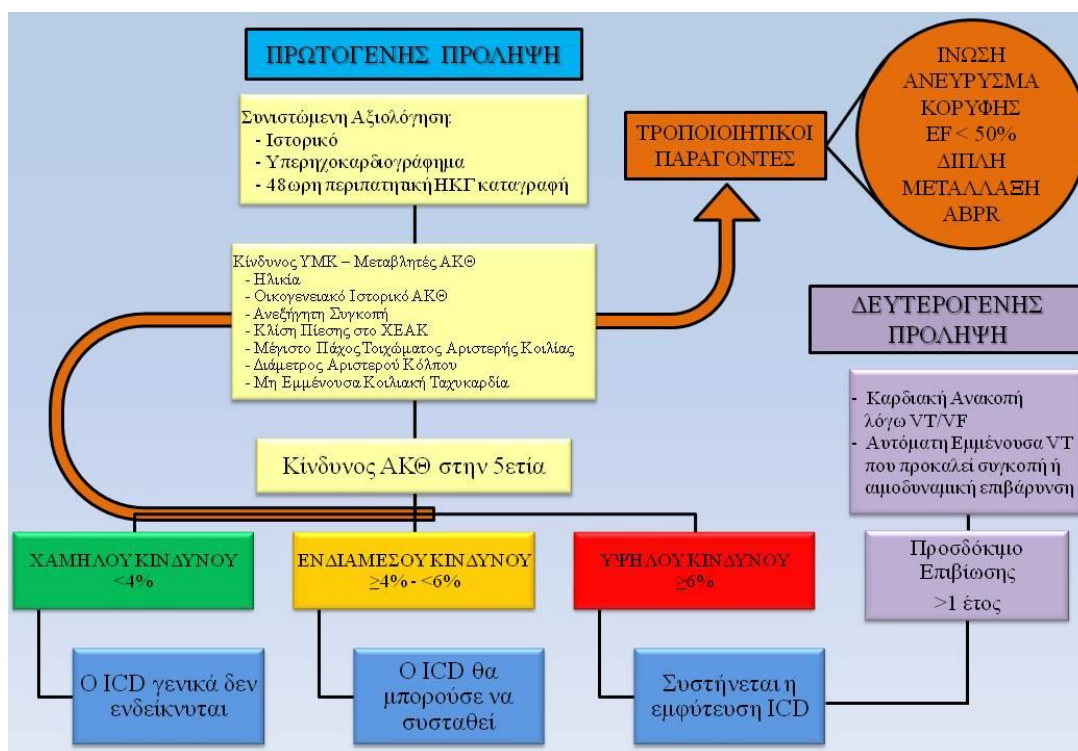 ΠΡΩΤΟΓΕΝΗΣ ΠΡΟΛΗΨΗ
Συνιστώμενη Αξιολόγηση:
- Ιστορικό
- Υπερηχοκαρδιογράφημα
- 48ωρη περιπατητική ΗΚΓ καταγραφή
Κίνδυνος ΥΜΚ – Μεταβλητές ΑΚΘ
- Ηλικία
- Οικογενειακό Ιστορικό ΑΚΘ
- Ανεξήγητη Συγκοπή
- Κλίση Πίεσης στο ΧΕΑΚ
- Μέγιστο Πάχος Τοιχώματος Αριστερής Κοιλίας
- Διάμετρος Αριστερού Κόλπου
- Μη Εμμένουσα Κοιλιακή Ταχυκαρδία
Κίνδυνος ΑΚΘ στην 5ετία
ΧΑΜΗΛΟΥ ΚΙΝΔΥΝΟΥ
<4%
ΕΝΔΙΑΜΕΣΟΥ ΚΙΝΔΥΝΟΥ
≥4% - <6%
ΥΨΗΛΟΥ ΚΙΝΔΥΝΟΥ
≥6%
Ο ICD γενικά δεν
ενδείκνυται
Ο ICD θα
μπορούσε να
συσταθεί
Συστήνεται η
εμφύτευση ICD
ΤΡΟΠΟΙΟΙΗΤΙΚΟΙ
ΠΑΡΑΓΟΝΤΕΣ
ΙΝΩΣΗ
ΑΝΕΥΡΥΣΜΑ
ΚΟΡΥΦΗΣ
EF < 50%
ΔΙΠΛΗ
ΜΕΤΑΛΛΑΞΗ
ABPR
ΔΕΥΤΕΡΟΓΕΝΗΣ
ΠΡΟΛΗΨΗ
- Καρδιακή Ανακοπή
λόγω VT/VF
- Αυτόματη Εμμένουσα VT
που προκαλεί συγκοπή ή
αιμοδυναμική επιβάρυνση
Προσδόκιμο
Επιβίωσης
>1 έτος